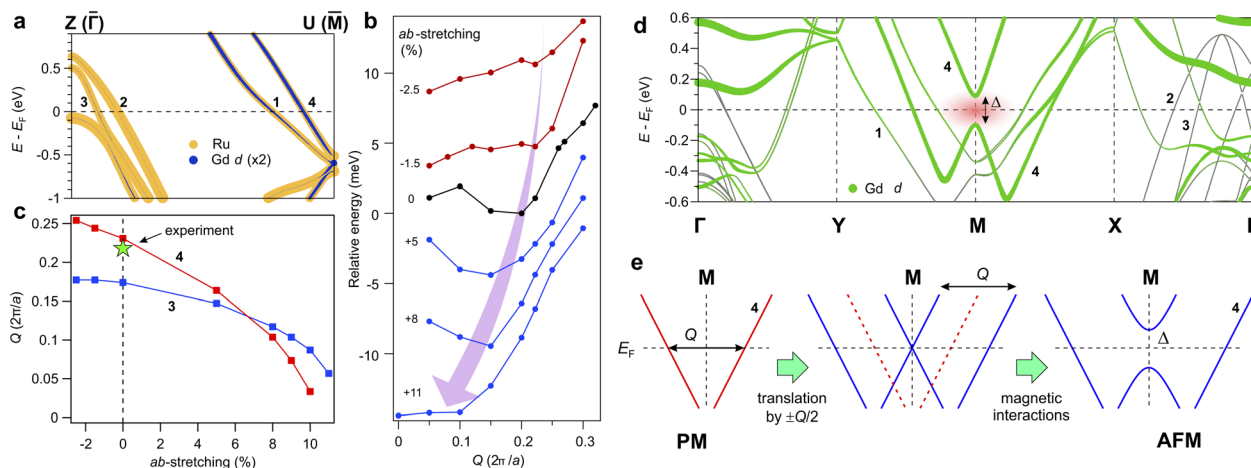 a
Z (Γ̄)
U (M̄)
E - E_F (eV)
0.5
0
-0.5
-1
3
2
1
4
Ru
Gd d (x2)
b
ab-stretching
(%)
-2.5
-1.5
0
+5
+8
+11
Relative energy (meV)
10
5
0
-5
-10
0
0.1
0.2
0.3
Q (2π/a)
c
Q (2π/a)
0.25
0.2
0.15
0.1
0.05
0
experiment
4
3
-2
0
2
4
6
8
10
ab-stretching (%)
d
E - E_F (eV)
0.6
0.4
0.2
0
-0.2
-0.4
-0.6
4
Δ
1
2
3
4
Gd d
Γ
Y
M
X
e
M
M
Q
M
4
4
E_F
Q
Δ
translation
by ±Q/2
magnetic
interactions
PM
AFM